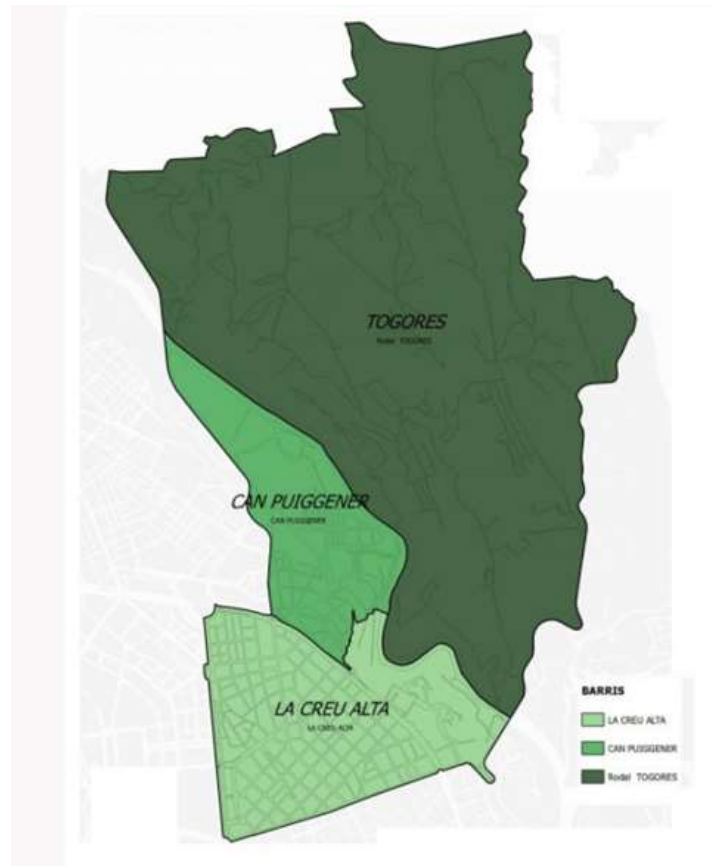 TOGORES
Rodal TOGORES
CAN PUIGGENER
CAN PUIGGENER
LA CREU ALTA
LA CREU ALTA
BARRIS
LA CREU ALTA
CAN PUIGGENER
Rodal TOGORES